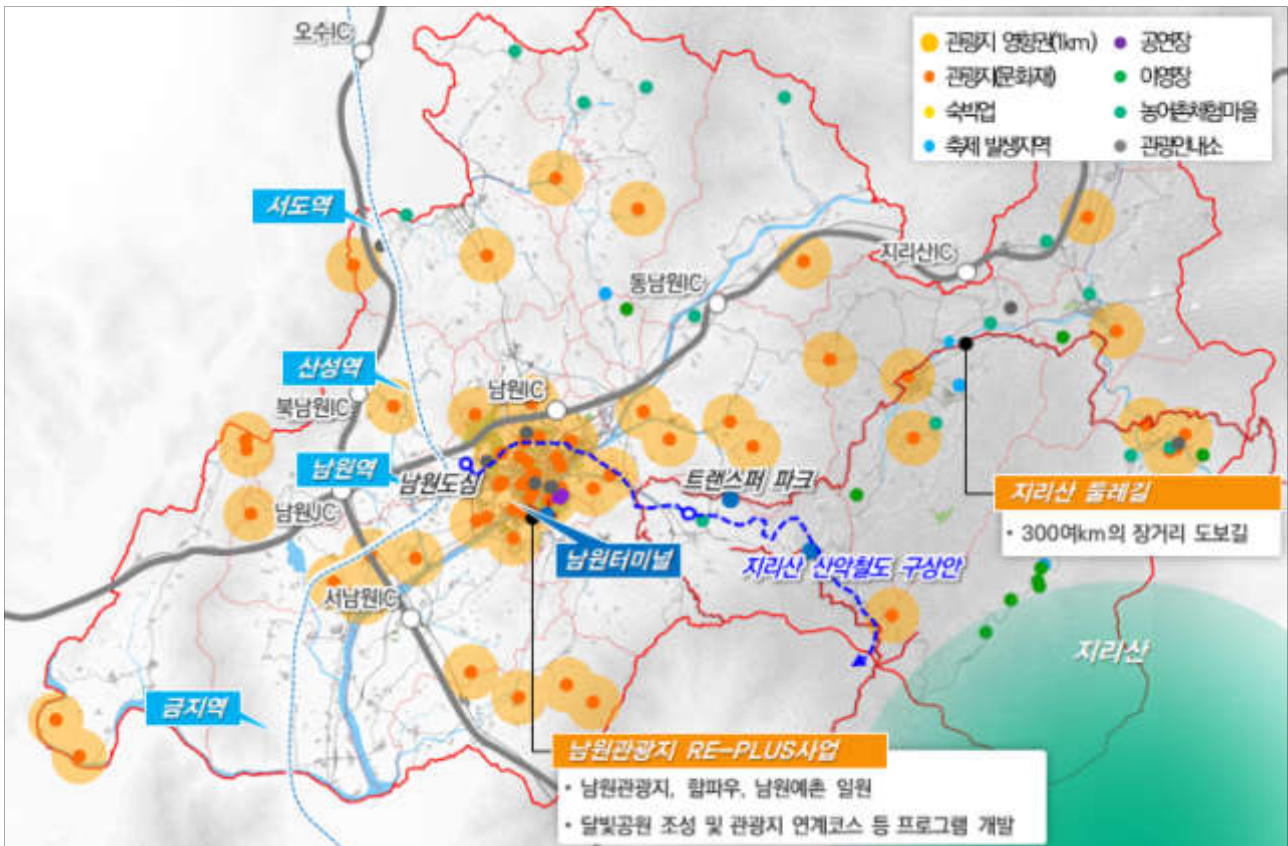 오수IC
관광지 영향권(1km)
공연장
관광지(문화재)
야영장
숙박업
농어촌체험마을
축제 발생지역
관광안내소
서도역
지리산IC
동남원IC
산성역
남원IC
북남원IC
남원역
남원도심
트랜스퍼 파크
지리산 둘레길
• 300여km의 장거리 도보길
남원JC
남원터미널
지리산 산악철도 구상안
서남원IC
지리산
금지역
남원관광지 RE-PLUS사업
• 남원관광지, 함파우, 남원예촌 일원
• 달빛공원 조성 및 관광지 연계코스 등 프로그램 개발